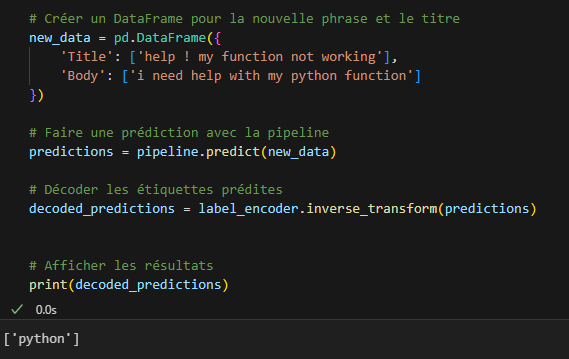 # Créer un DataFrame pour la nouvelle phrase et le titre
new_data = pd.DataFrame({
    'Title': ['help ! my function not working'],
    'Body': ['i need help with my python function']
})
# Faire une prédiction avec la pipeline
predictions = pipeline.predict(new_data)
# Décoder les étiquettes prédites
decoded_predictions = label_encoder.inverse_transform(predictions)
# Afficher les résultats
print(decoded_predictions)
0.0s
['python']